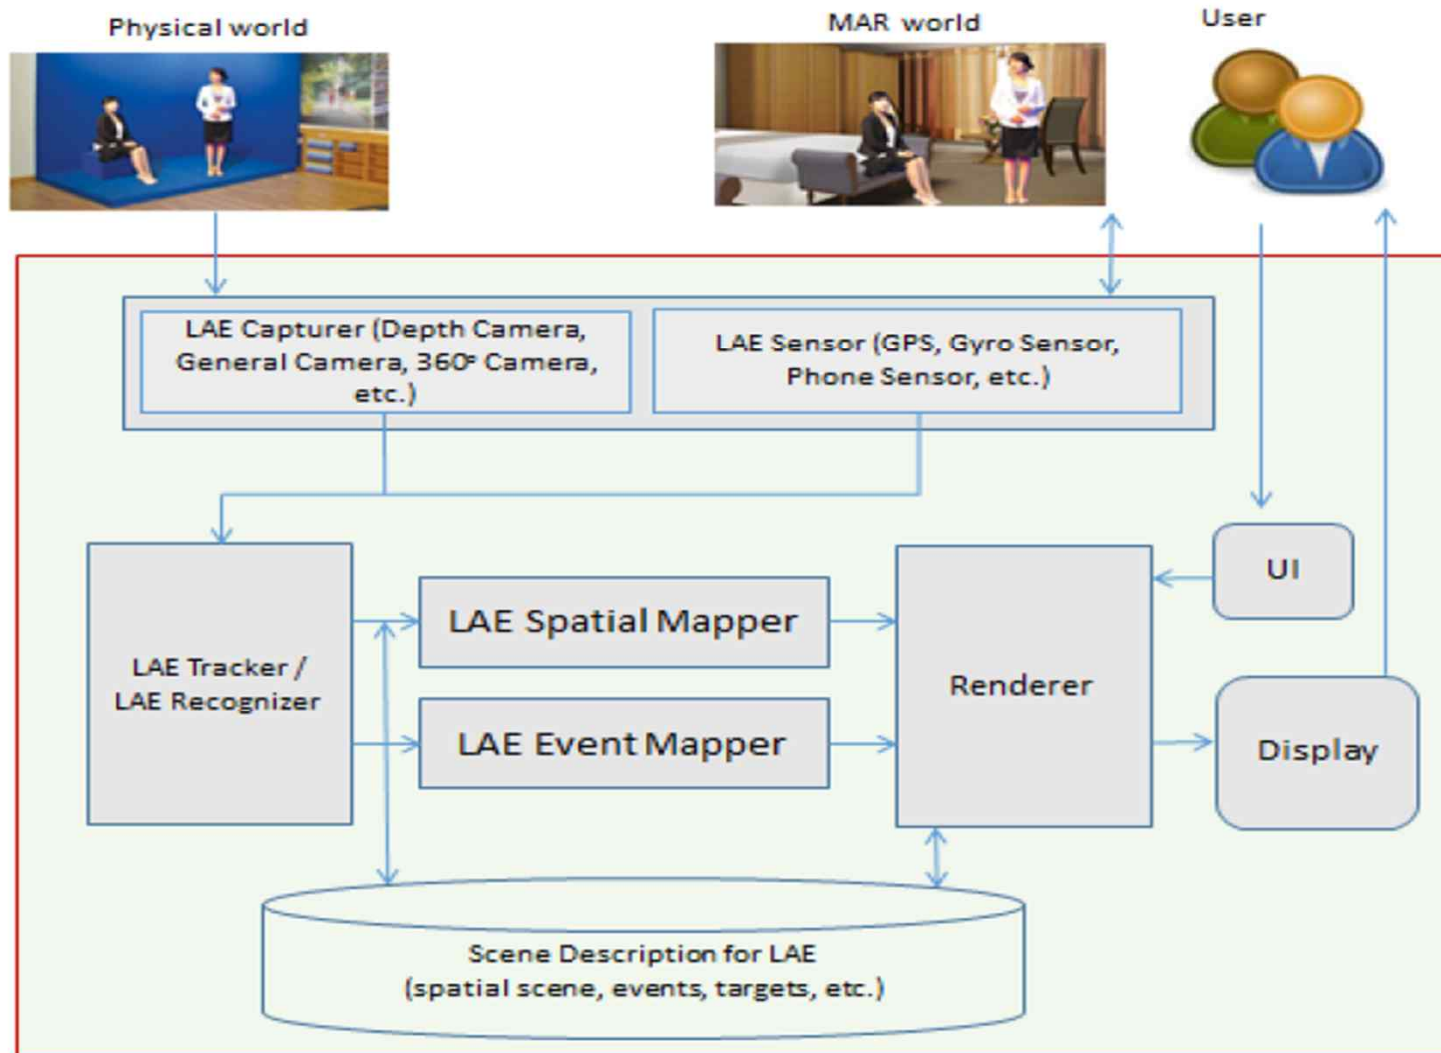 Physical world
MAR world
User
LAE Capturer (Depth Camera,
General Camera, 360° Camera,
etc.)
LAE Sensor (GPS, Gyro Sensor,
Phone Sensor, etc.)
LAE Tracker /
LAE Recognizer
LAE Spatial Mapper
LAE Event Mapper
Renderer
UI
Display
Scene Description for LAE
(spatial scene, events, targets, etc.)